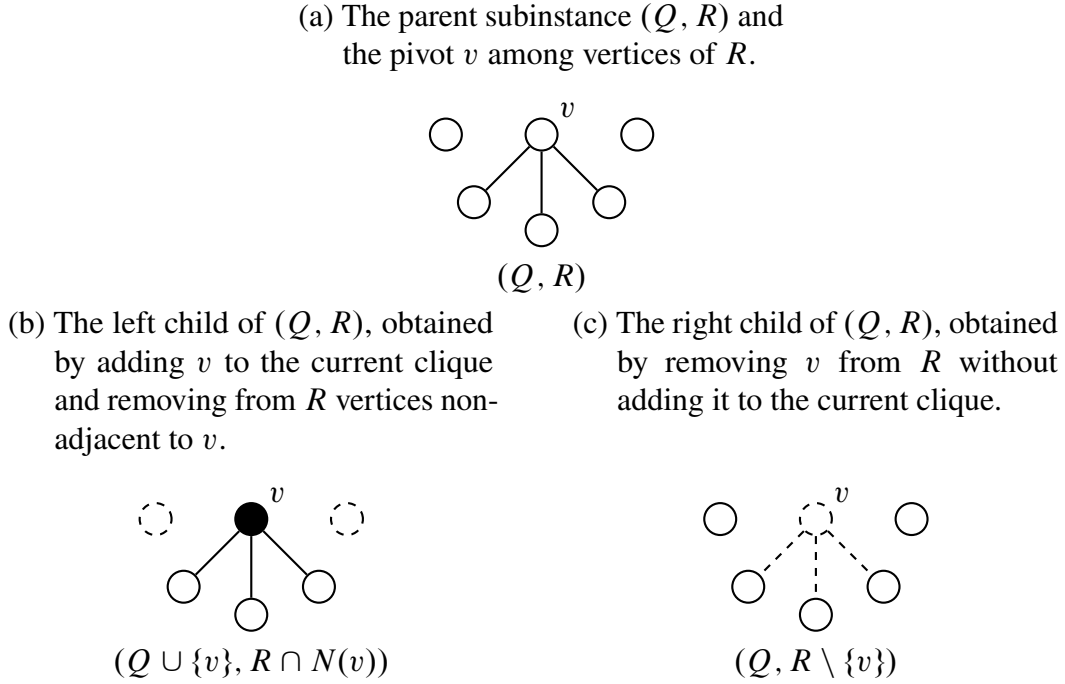 (a) The parent subinstance (Q, R) and
the pivot v among vertices of R.
v
(Q, R)
(b) The left child of (Q, R), obtained
by adding v to the current clique
and removing from R vertices non-
adjacent to v.
v
(Q ∪ {v}, R ∩ N(v))
(c) The right child of (Q, R), obtained
by removing v from R without
adding it to the current clique.
v
(Q, R \ {v})